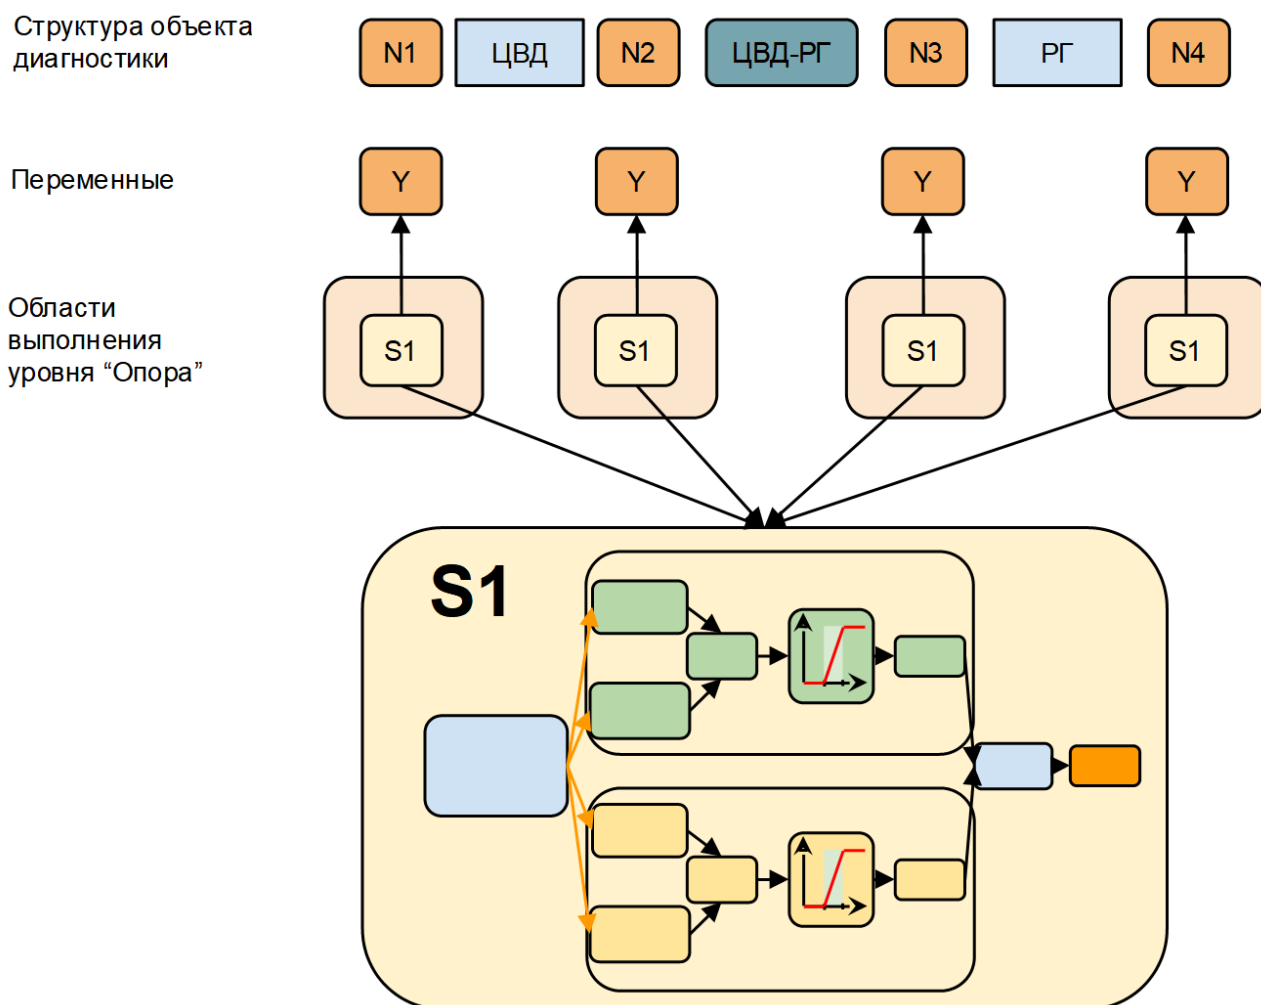 Структура объекта
диагностики
N1 ЦВД N2 ЦВД-РГ N3 РГ N4
Переменные
Y Y Y Y
Области
выполнения
уровня “Опора”
S1 S1 S1 S1
S1